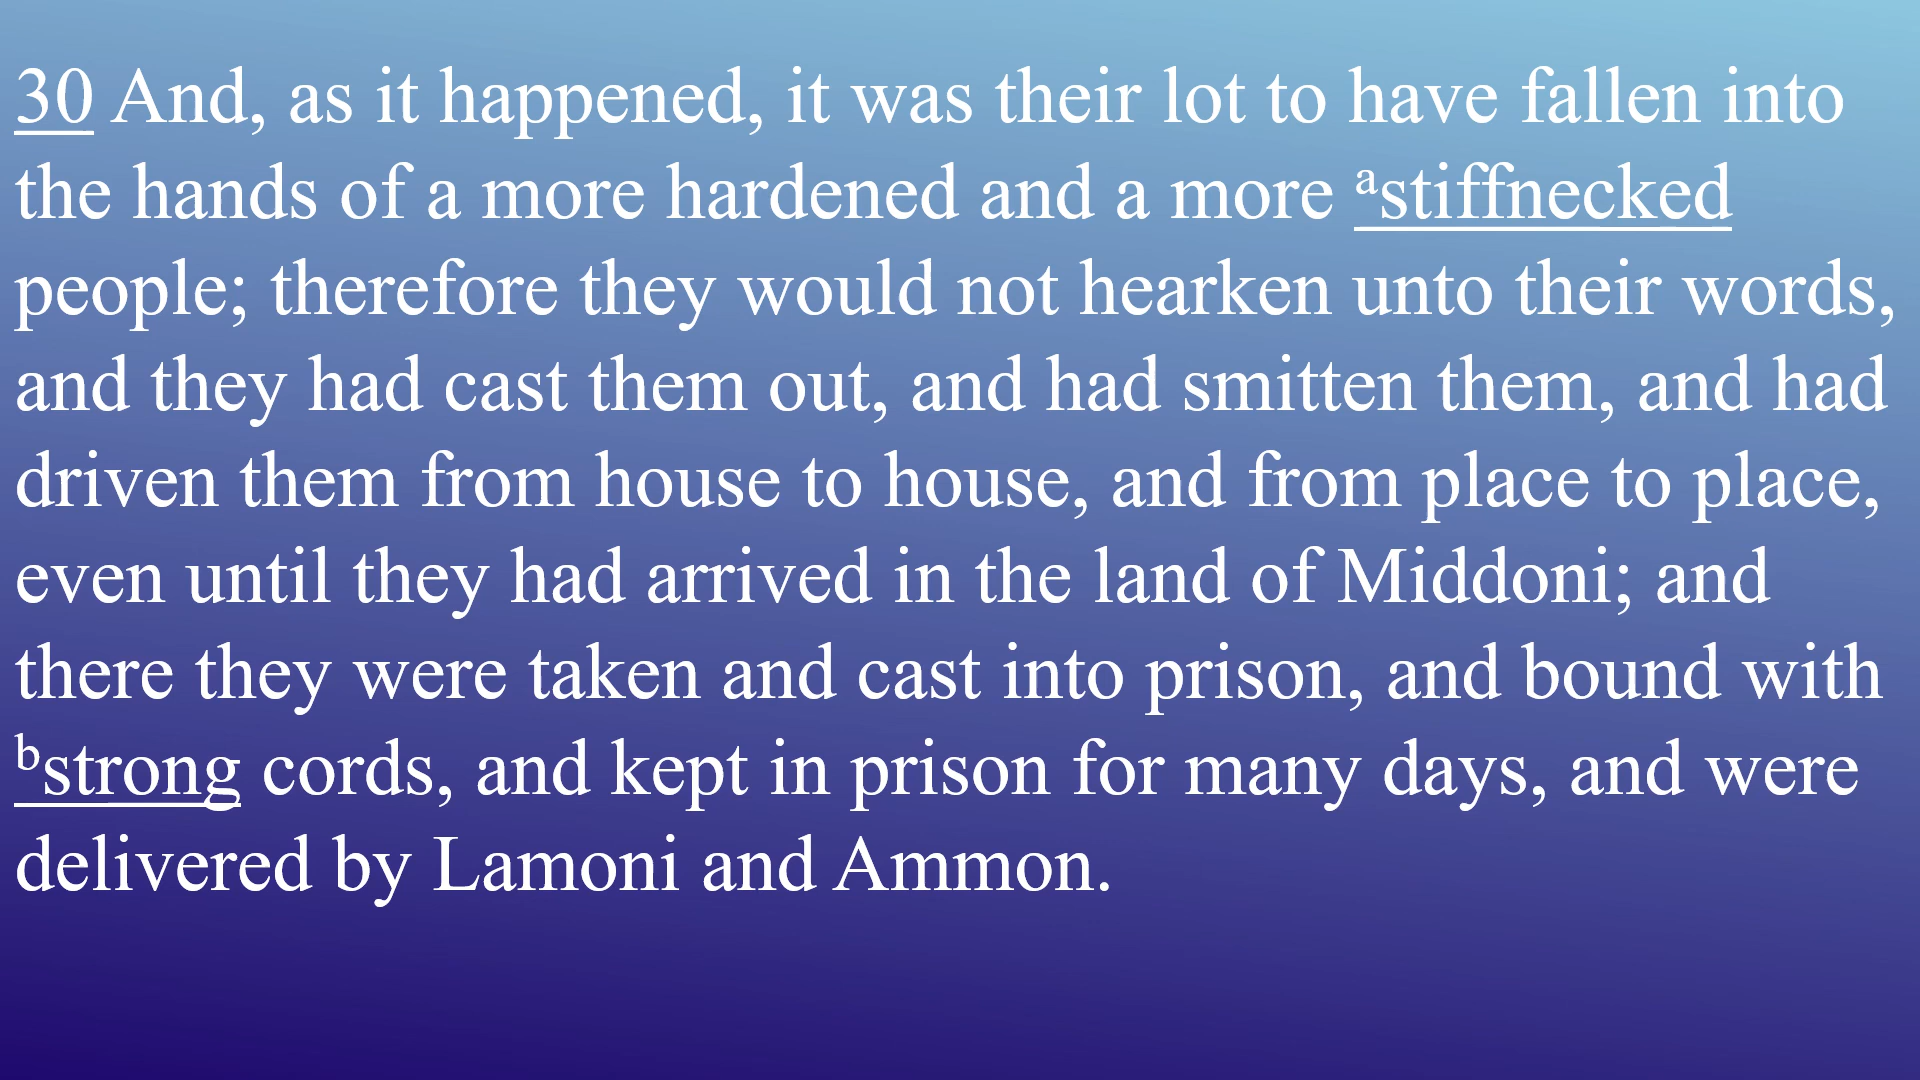 30 And, as it happened, it was their lot to have fallen into
the hands of a more hardened and a more ᵃstiffnecked
people; therefore they would not hearken unto their words,
and they had cast them out, and had smitten them, and had
driven them from house to house, and from place to place,
even until they had arrived in the land of Middoni; and
there they were taken and cast into prison, and bound with
ᵇstrong cords, and kept in prison for many days, and were
delivered by Lamoni and Ammon.